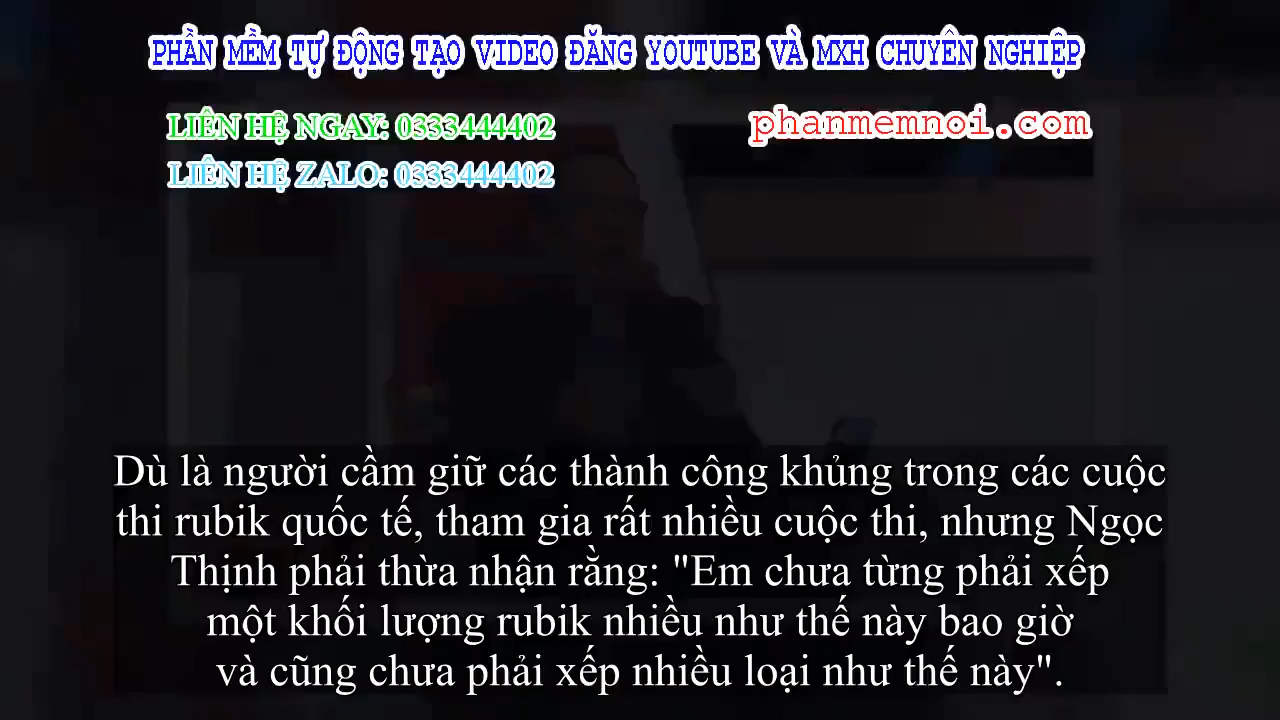 PHẦN MỀM TỰ ĐỘNG TẠO VIDEO ĐĂNG YOUTUBE VÀ MXH CHUYÊN NGHIỆP
LIÊN HỆ NGAY: 0333444402
phanmemnoi.com
LIÊN HỆ ZALO: 0333444402
Dù là người cầm giữ các thành công khủng trong các cuộc
thi rubik quốc tế, tham gia rất nhiều cuộc thi, nhưng Ngọc
Thịnh phải thừa nhận rằng: "Em chưa từng phải xếp
một khối lượng rubik nhiều như thế này bao giờ
và cũng chưa phải xếp nhiều loại như thế này".